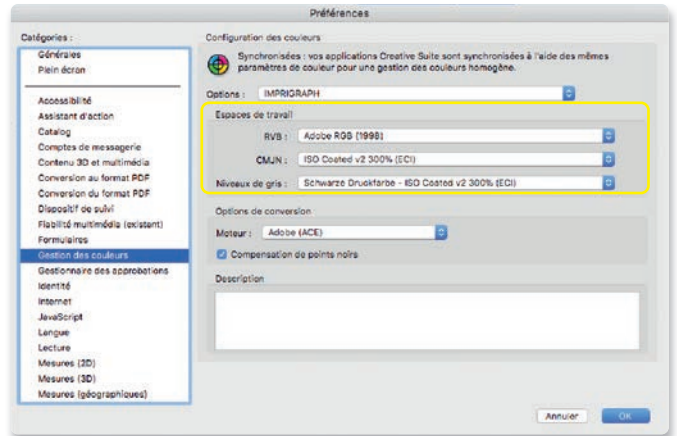 Préférences
Catégories :
Générales
Plein écran
Accessibilité
Assistant d'action
Catalog
Comptes de messagerie
Contenu 3D et multimédia
Conversion au format PDF
Conversion du format PDF
Dispositif de suivi
Fiabilité multimédia (existant)
Formulaires
Gestion des couleurs
Gestionnaire des approbations
Identité
Internet
JavaScript
Langue
Lecture
Mesures (2D)
Mesures (3D)
Mesures (géographiques)
Configuration des couleurs
Synchronisées : vos applications Creative Suite sont synchronisées à l'aide des mêmes
paramètres de couleur pour une gestion des couleurs homogène.
Options : IMPRIGRAPH
Espaces de travail
RVB : Adobe RGB (1998)
CMJN : ISO Coated v2 300% (ECI)
Niveaux de gris : Schwarze Druckfarbe - ISO Coated v2 300% (ECI)
Options de conversion
Moteur : Adobe (ACE)
Compensation de points noirs
Description
Annuler
OK